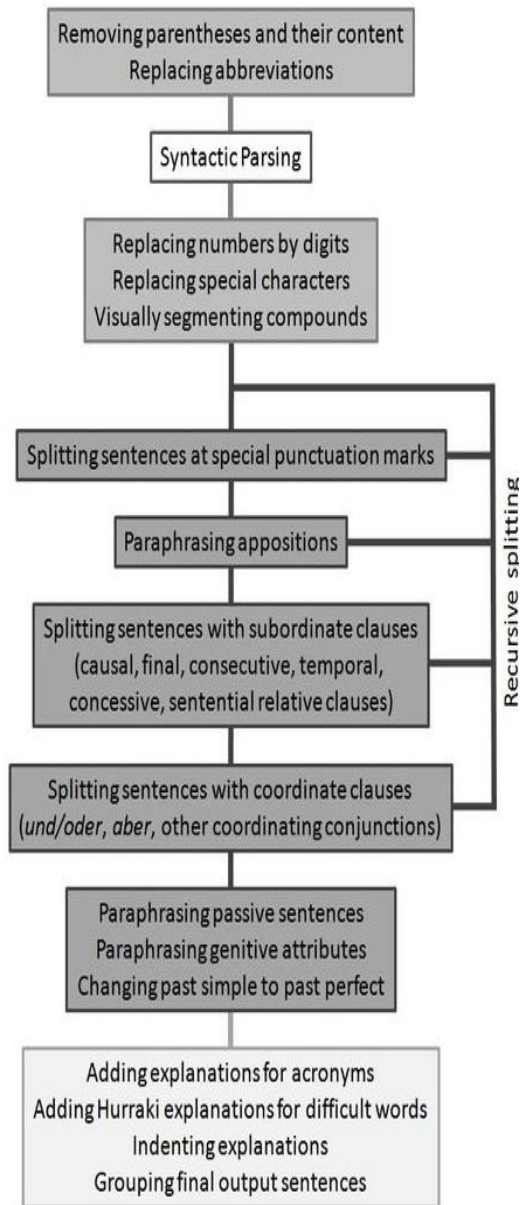 Removing parentheses and their content
Replacing abbreviations
Syntactic Parsing
Replacing numbers by digits
Replacing special characters
Visually segmenting compounds
Splitting sentences at special punctuation marks
Paraphrasing appositions
Splitting sentences with subordinate clauses
(causal, final, consecutive, temporal,
concessive, sentential relative clauses)
Splitting sentences with coordinate clauses
(und/oder, aber, other coordinating conjunctions)
Recursive splitting
Paraphrasing passive sentences
Paraphrasing genitive attributes
Changing past simple to past perfect
Adding explanations for acronyms
Adding Hurraki explanations for difficult words
Indenting explanations
Grouping final output sentences